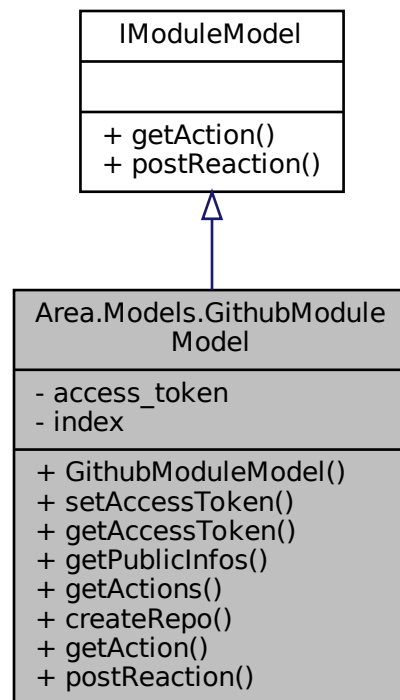 IModuleModel
+ getAction()
+ postReaction()
Area.Models.GithubModule
Model
- access_token
- index
+ GithubModuleModel()
+ setAccessToken()
+ getAccessToken()
+ getPublicInfos()
+ getActions()
+ createRepo()
+ getAction()
+ postReaction()